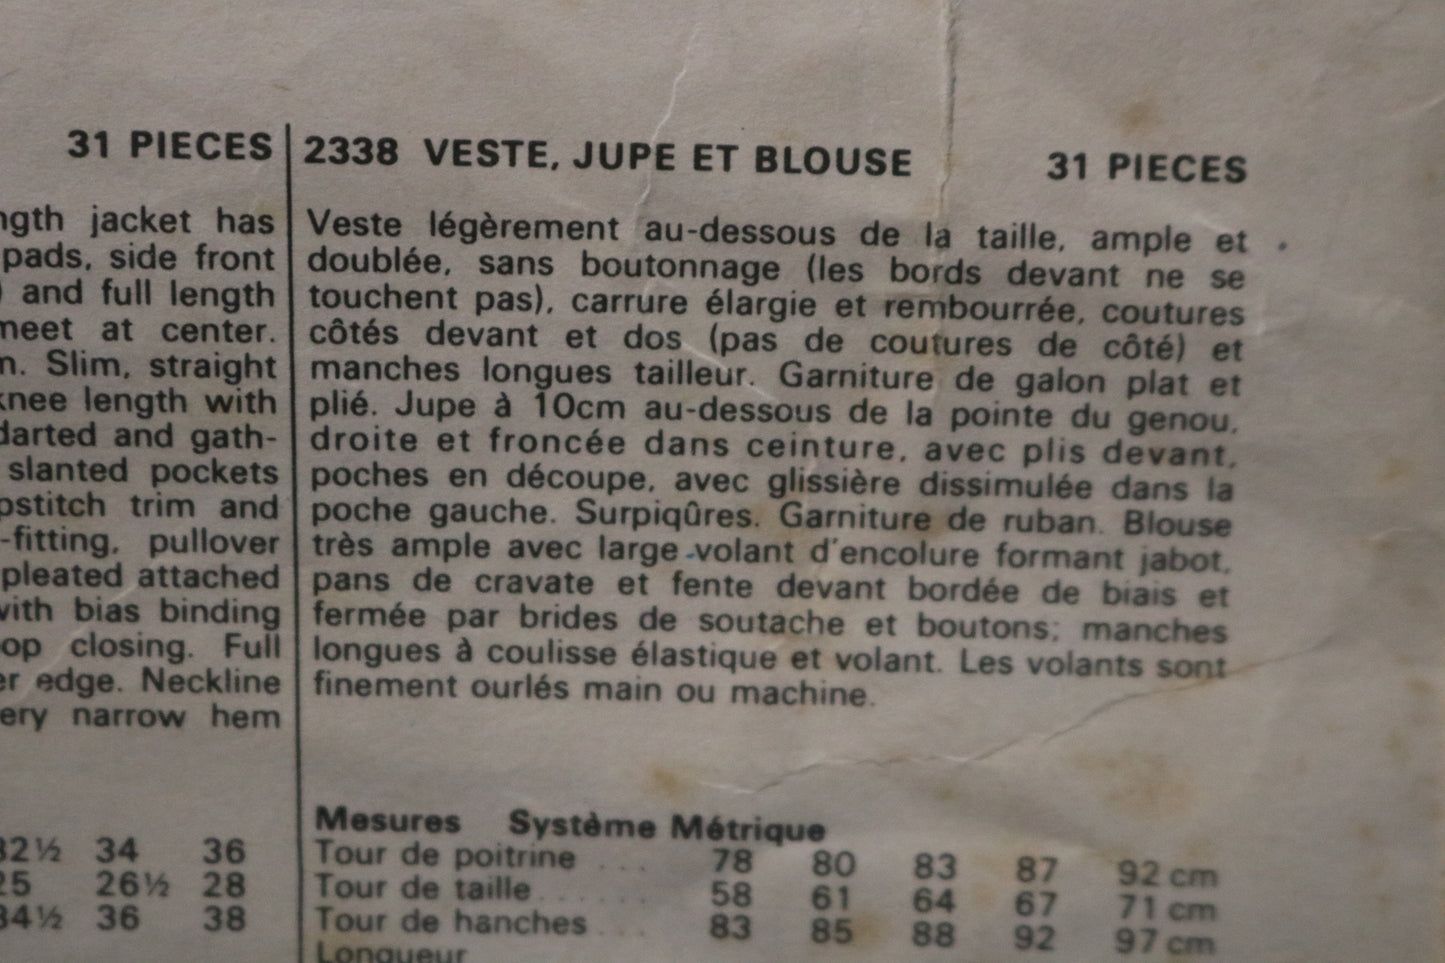 31 PIECES
ngth jacket has
pads, side front
) and full length
meet at center.
n. Slim, straight
knee length with
darted and gath-
slanted pockets
pstitch trim and
-fitting, pullover
pleated attached
with bias binding
op closing. Full
er edge. Neckline
ery narrow hem
32½ 34 36
25 26½ 28
34½ 36 38
2338 VESTE, JUPE ET BLOUSE 31 PIECES
Veste légèrement au-dessous de la taille, ample et
doublée, sans boutonnage (les bords devant ne se
touchent pas), carrure élargie et rembourrée, coutures
côtés devant et dos (pas de coutures de côté) et
manches longues tailleur. Garniture de galon plat et
plié. Jupe à 10cm au-dessous de la pointe du genou,
droite et froncée dans ceinture, avec plis devant,
poches en découpe, avec glissière dissimulée dans la
poche gauche. Surpiqûres. Garniture de ruban. Blouse
très ample avec large volant d'encolure formant jabot,
pans de cravate et fente devant bordée de biais et
fermée par brides de soutache et boutons; manches
longues à coulisse élastique et volant. Les volants sont
finement ourlés main ou machine.
Mesures Système Métrique
Tour de poitrine ... 78 80 83 87 92 cm
Tour de taille ...... 58 61 64 67 71 cm
Tour de hanches ... 83 85 88 92 97 cm
Longueur